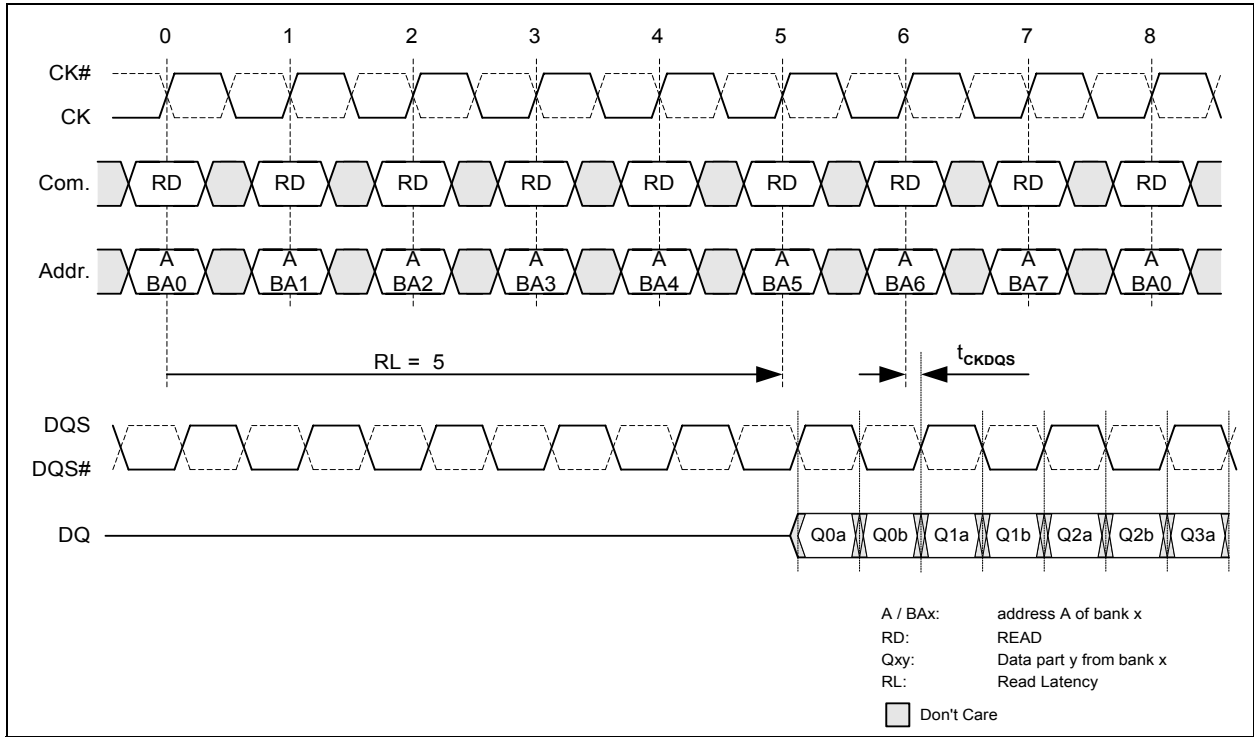 0 1 2 3 4 5 6 7 8
CK#
CK
Com. RD RD RD RD RD RD RD RD RD
Addr. A A A A A A A A A
BA0 BA1 BA2 BA3 BA4 BA5 BA6 BA7 BA0
RL = 5
tCKDQS
DQS
DQS#
DQ Q0a Q0b Q1a Q1b Q2a Q2b Q3a
A / BAx: address A of bank x
RD: READ
Qxy: Data part y from bank x
RL: Read Latency
Don't Care